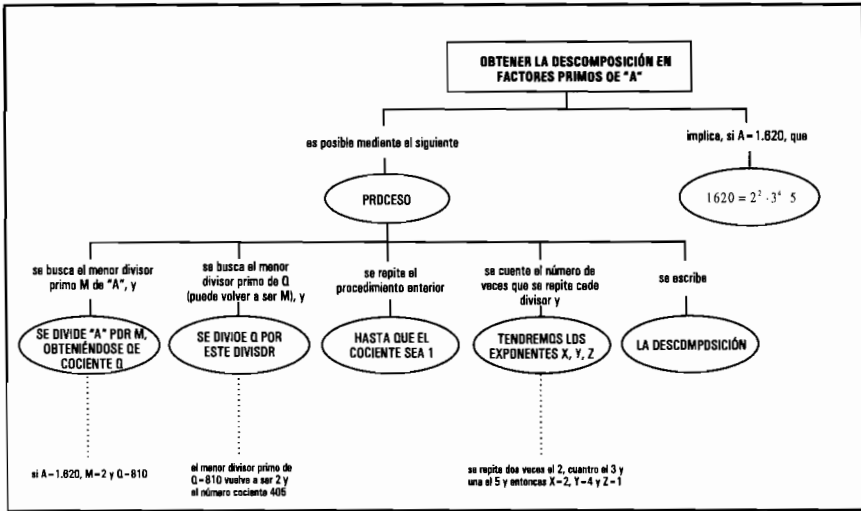 OBTENER LA DESCOMPOSICIÓN EN
FACTORES PRIMOS DE "A"
es posible mediente el siguiente
implica, si A – 1.620, que
PROCESO
1620 = 2² · 3⁴ 5
se busca el menor divisor
primo M de "A", y
se busca el menor
divisor primo de Q
(puede volver a ser M), y
se repite el
procedimiento enterior
se cuente el número de
veces que se repite cede
divisor y
se escribe
SE DIVIDE "A" POR M,
OBTENIÉNDOSE DE
COCIENTE Q
SE DIVIDE Q POR
ESTE DIVISOR
HASTA QUE EL
COCIENTE SEA 1
TENDREMOS LOS
EXPONENTES X, Y, Z
LA DESCOMPOSICIÓN
si A – 1.620, M – 2 y Q – 810
el menor divisor primo de
Q – 810 vuelve a ser 2 y
el número cociente 405
se repite dos veces el 2, cuantro el 3 y
una el 5 y entonces X – 2, Y – 4 y Z – 1